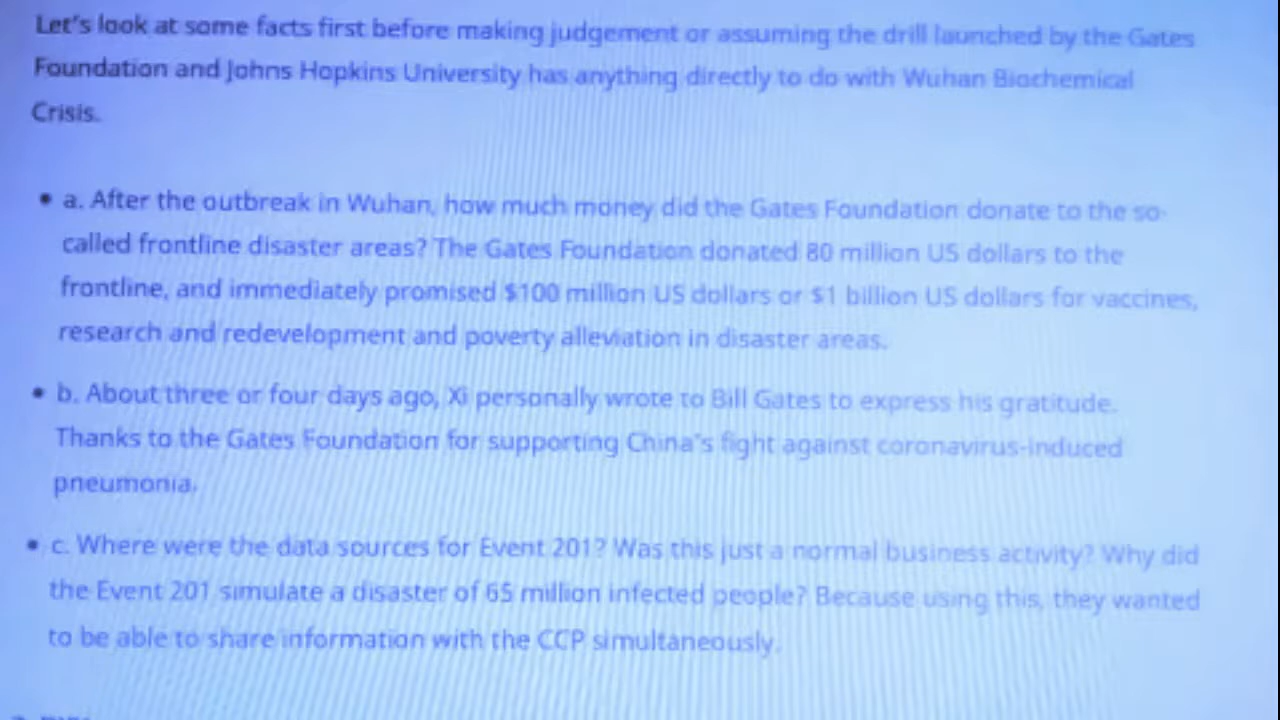 Let's look at some facts first before making judgement or assuming the drill launched by the Gates
Foundation and Johns Hopkins University has anything directly to do with Wuhan Biochemical
Crisis.
• a. After the outbreak in Wuhan, how much money did the Gates Foundation donate to the so-
called frontline disaster areas? The Gates Foundation donated 80 million US dollars to the
frontline, and immediately promised $100 million US dollars or $1 billion US dollars for vaccines,
research and redevelopment and poverty alleviation in disaster areas.
• b. About three or four days ago, Xi personally wrote to Bill Gates to express his gratitude.
Thanks to the Gates Foundation for supporting China's fight against coronavirus-induced
pneumonia.
• c. Where were the data sources for Event 201? Was this just a normal business activity? Why did
the Event 201 simulate a disaster of 65 million infected people? Because using this, they wanted
to be able to share information with the CCP simultaneously.